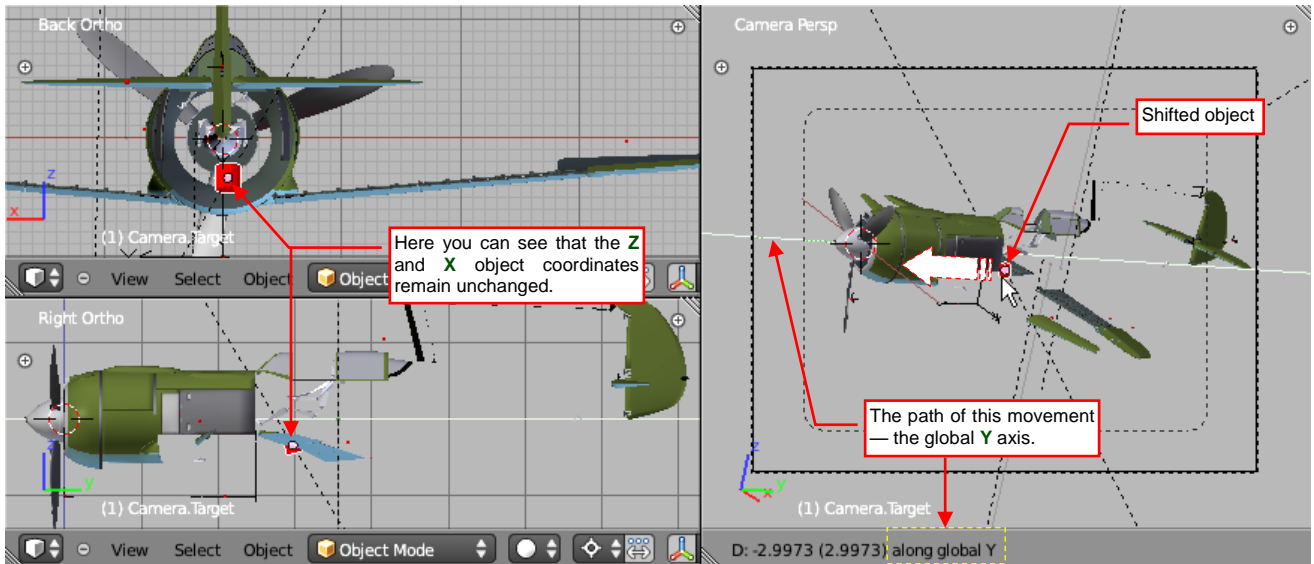 Back Ortho
z
x
(1) Camera.Target
View Select Object Object
Here you can see that the Z
and X object coordinates
remain unchanged.
Right Ortho
z
y
(1) Camera.Target
View Select Object Object Mode
Camera Persp
Shifted object
The path of this movement
— the global Y axis.
z
y
x
(1) Camera.Target
D: -2.9973 (2.9973) along global Y